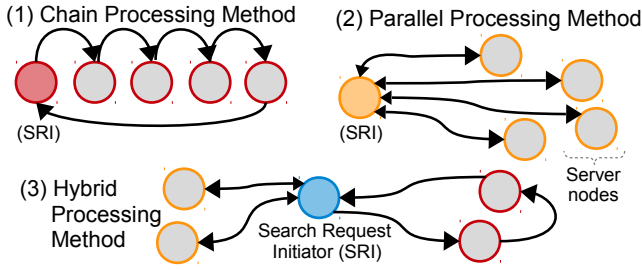 (1) Chain Processing Method
(SRI)
(2) Parallel Processing Method
(SRI)
Server
nodes
(3) Hybrid
Processing
Method
Search Request
Initiator (SRI)